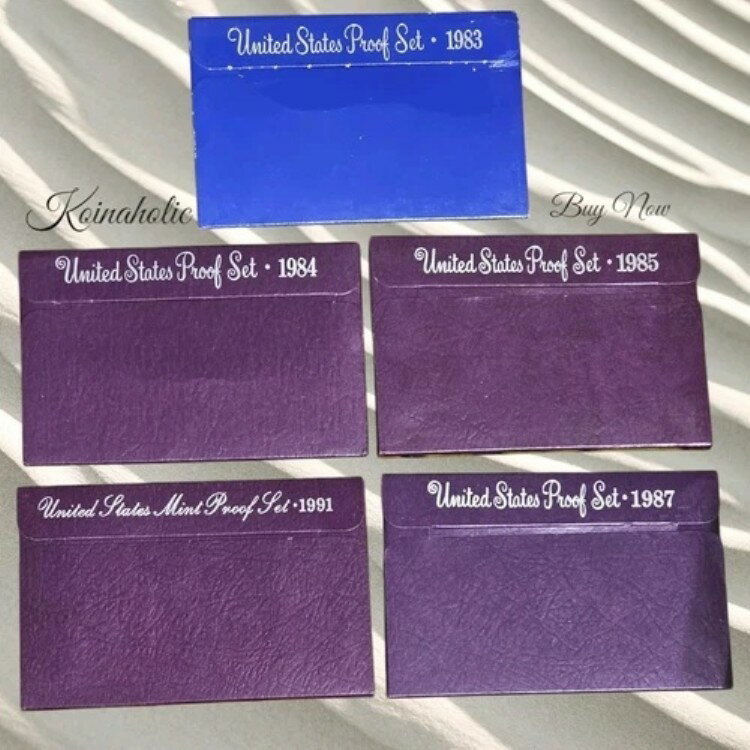 United States Proof Set • 1983
Koinaholic
Buy Now
United States Proof Set • 1984
United States Proof Set • 1985
United States Mint Proof Set • 1991
United States Proof Set • 1987